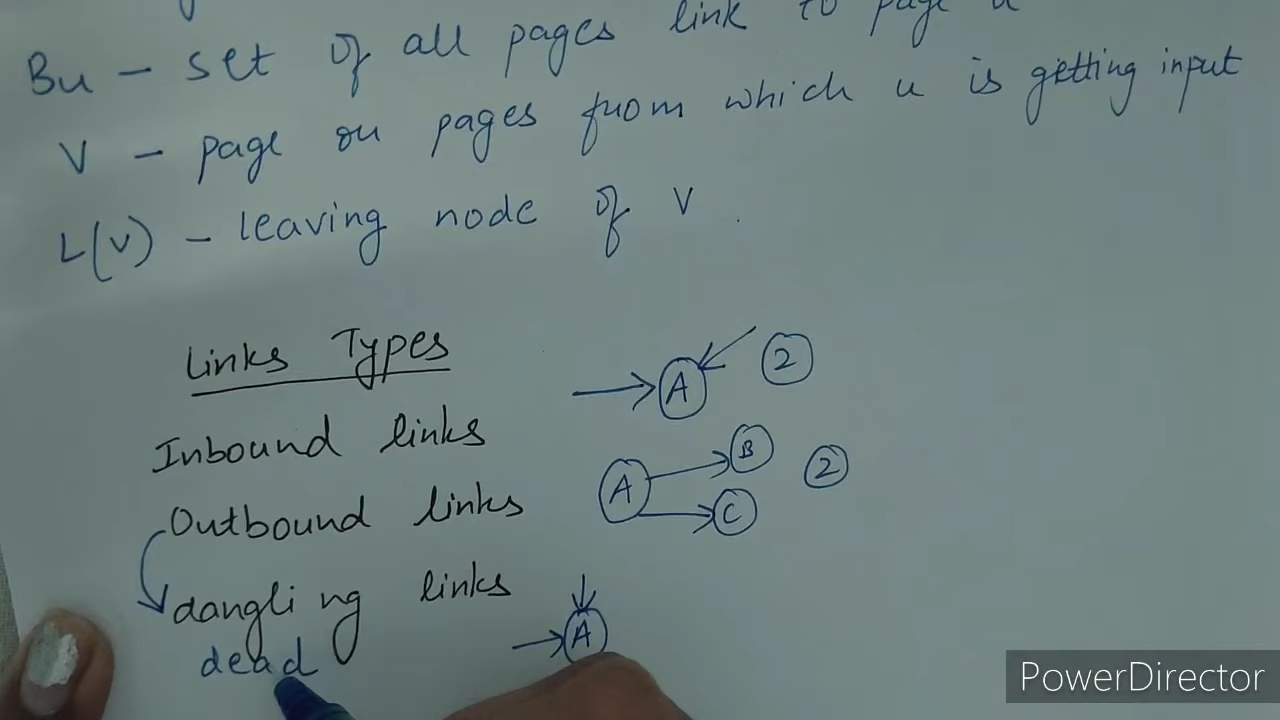 Bu - set of all pages link to page u
V - page or pages from which u is getting input
L(V) - leaving node of V .
Links Types
Inbound links
A 2
Outbound links
A B C 2
dangling links
dead
A
PowerDirector